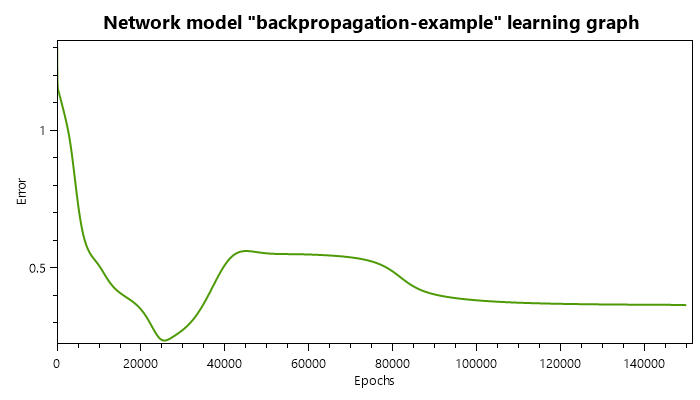 Network model "backpropagation-example" learning graph
1
0.5
Error
0 20000 40000 60000 80000 100000 120000 140000
Epochs